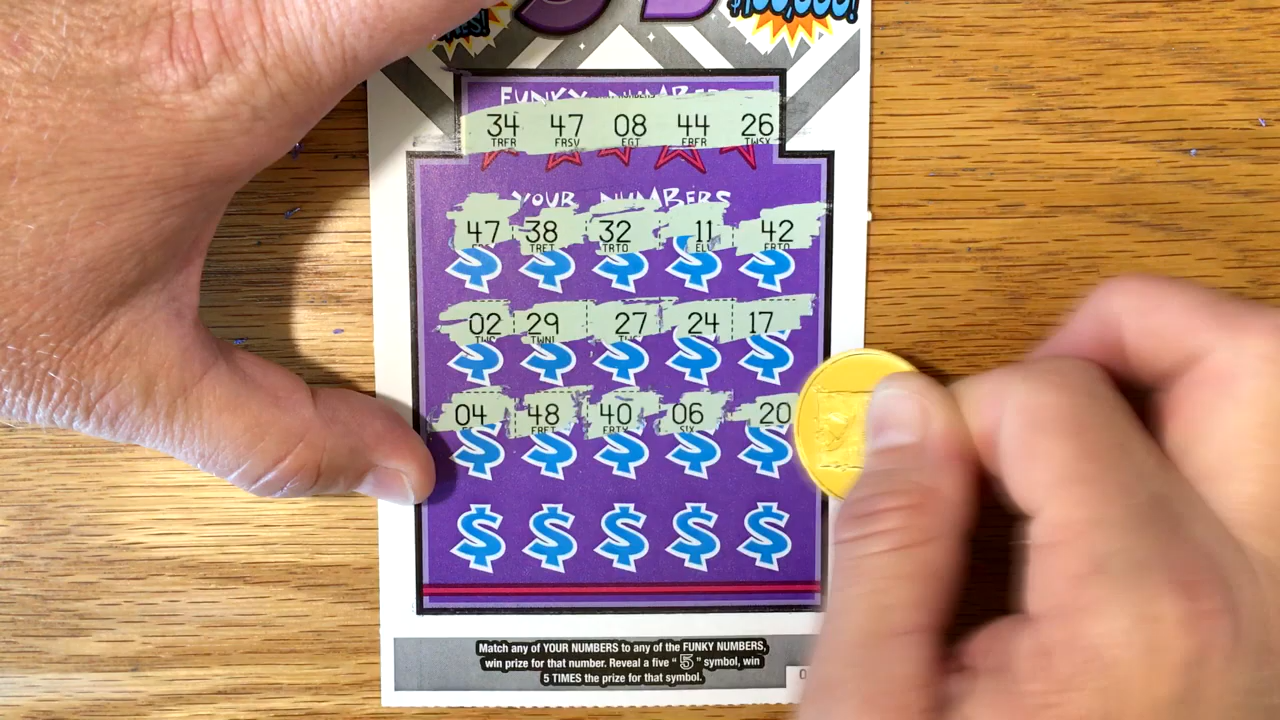 $100,000!
FUNKY NUMBERS
34 47 08 44 26
TRFR FRSV EGT FRFR TWSX
YOUR NUMBERS
47 38 32 11 42
TRET TRTO FRTO
$ $ $ $ $
02 29 27 24 17
TWNI
$ $ $ $ $
04 48 40 06 20
FRET FRTY SIX
$ $ $ $ $
$ $ $ $ $
Match any of YOUR NUMBERS to any of the FUNKY NUMBERS,
win prize for that number. Reveal a five "5" symbol, win
5 TIMES the prize for that symbol.